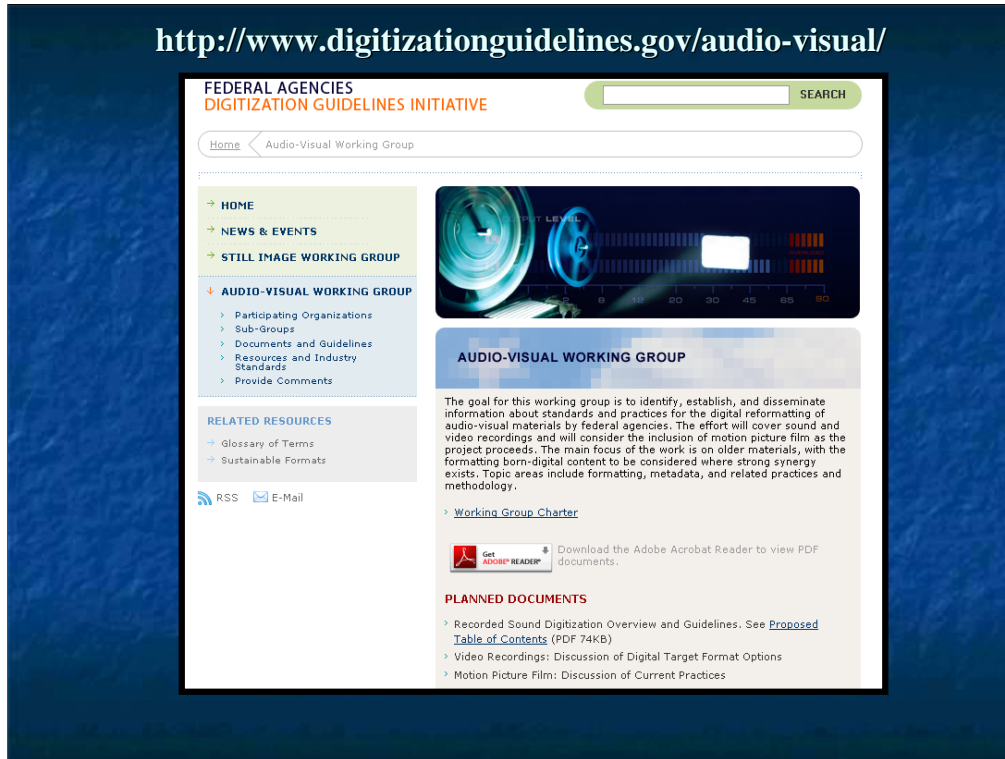 http://www.digitizationguidelines.gov/audio-visual/
FEDERAL AGENCIES
DIGITIZATION GUIDELINES INITIATIVE
SEARCH
Home
Audio-Visual Working Group
HOME
NEWS & EVENTS
STILL IMAGE WORKING GROUP
AUDIO-VISUAL WORKING GROUP
Participating Organizations
Sub-Groups
Documents and Guidelines
Resources and Industry
Standards
Provide Comments
RELATED RESOURCES
Glossary of Terms
Sustainable Formats
RSS
E-Mail
OUTPUT LEVEL
20 30 45 65 90
AUDIO-VISUAL WORKING GROUP
The goal for this working group is to identify, establish, and disseminate
information about standards and practices for the digital reformatting of
audio-visual materials by federal agencies. The effort will cover sound and
video recordings and will consider the inclusion of motion picture film as the
project proceeds. The main focus of the work is on older materials, with the
formatting born-digital content to be considered where strong synergy
exists. Topic areas include formatting, metadata, and related practices and
methodology.
Working Group Charter
Get
ADOBE® READER®
Download the Adobe Acrobat Reader to view PDF
documents.
PLANNED DOCUMENTS
Recorded Sound Digitization Overview and Guidelines. See Proposed
Table of Contents (PDF 74KB)
Video Recordings: Discussion of Digital Target Format Options
Motion Picture Film: Discussion of Current Practices